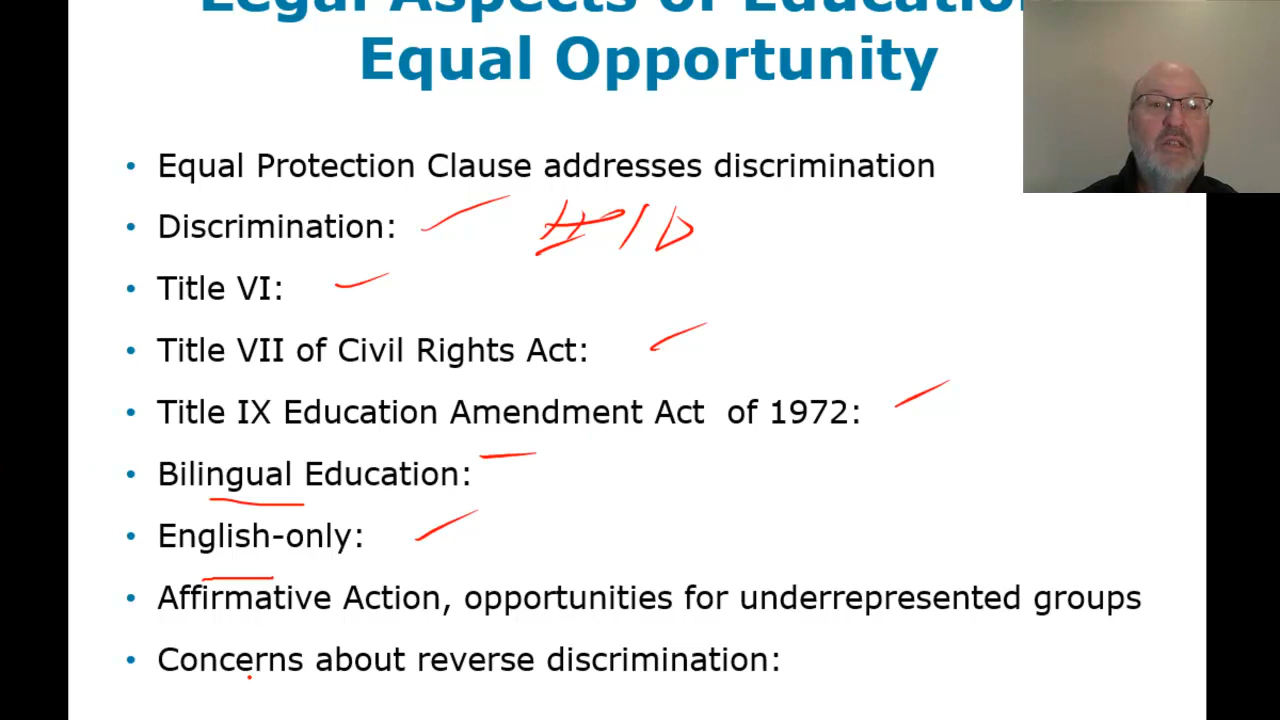 Legal Aspects of Education
Equal Opportunity
• Equal Protection Clause addresses discrimination
• Discrimination:
• Title VI:
• Title VII of Civil Rights Act:
• Title IX Education Amendment Act of 1972:
• Bilingual Education:
• English-only:
• Affirmative Action, opportunities for underrepresented groups
• Concerns about reverse discrimination: